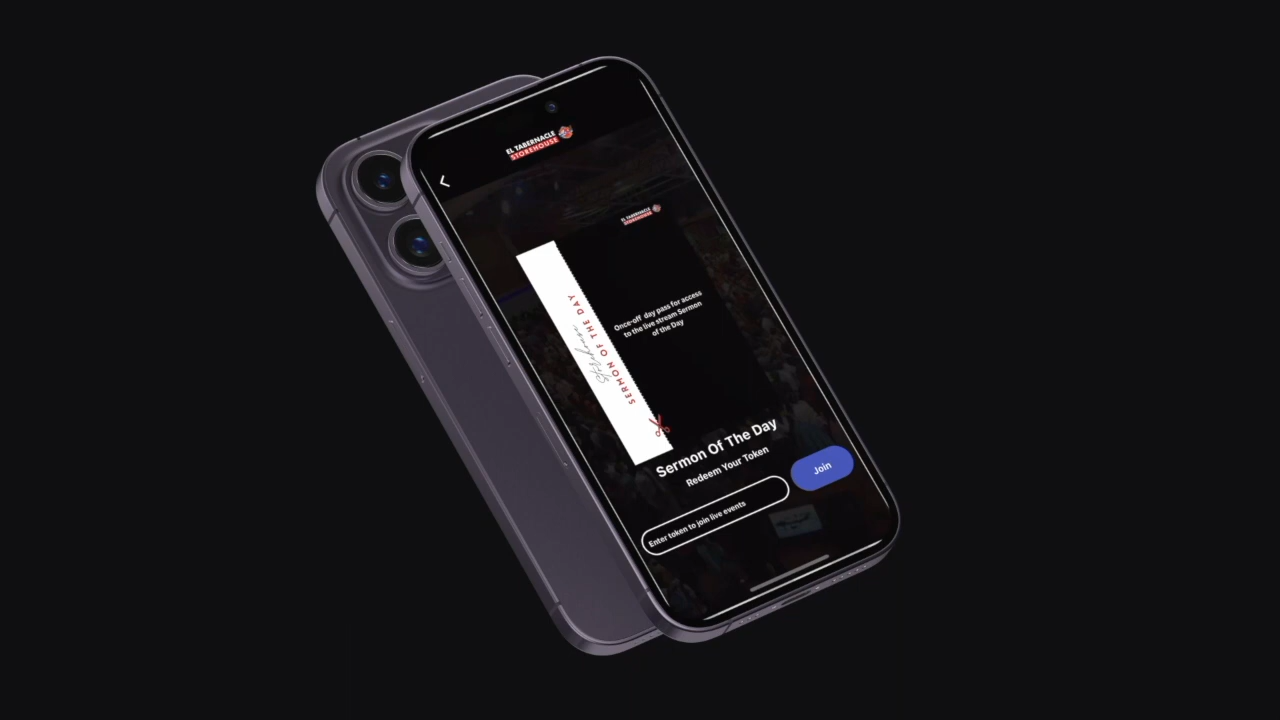 EL TABERNACLE
STOREHOUSE
EL TABERNACLE
STOREHOUSE
Once-off day pass for access
to the live stream Sermon
of the Day
SERMON OF THE DAY
Sermon Of The Day
Redeem Your Token
Enter token to join live events
Join